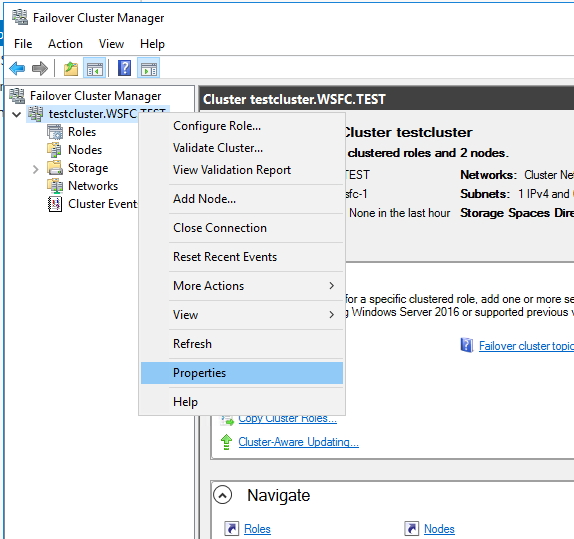 Failover Cluster Manager
File Action View Help
Failover Cluster Manager
testcluster.WSFC.TEST
Roles
Nodes
Storage
Networks
Cluster Event
Configure Role...
Validate Cluster...
View Validation Report
Add Node...
Close Connection
Reset Recent Events
More Actions
View
Refresh
Properties
Help
Cluster testcluster.WSFC.TEST
Cluster testcluster
clustered roles and 2 nodes.
TEST Networks: Cluster Net
sfc-1 Subnets: 1 IPv4 and
None in the last hour Storage Spaces Dire
for a specific clustered role, add one or more se
Windows Server 2016 or supported previous v
Failover cluster topic
Copy Cluster Roles...
Cluster-Aware Updating...
Navigate
Roles Nodes